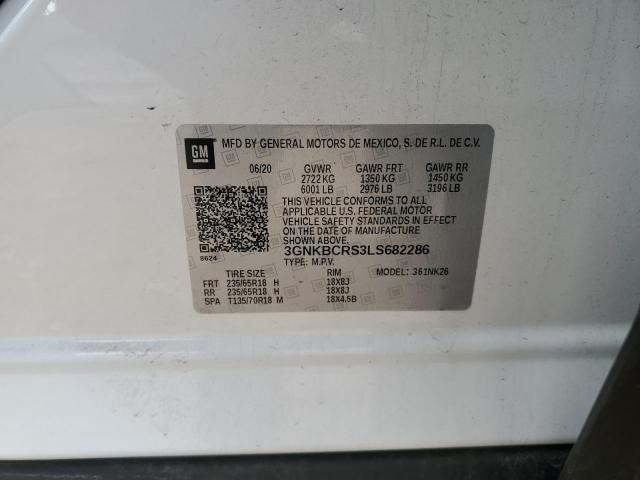 GM MFD BY GENERAL MOTORS DE MEXICO, S. DE R.L. DE C.V.
06/20 GVWR GAWR FRT GAWR RR
2722 KG 1350 KG 1450 KG
6001 LB 2976 LB 3196 LB
THIS VEHICLE CONFORMS TO ALL
APPLICABLE U.S. FEDERAL MOTOR
VEHICLE SAFETY STANDARDS IN EFFECT
ON THE DATE OF MANUFACTURE
SHOWN ABOVE.
3GNKBCRS3LS682286
8624 TYPE: M.P.V. MODEL: 361NK26
TIRE SIZE RIM
FRT 235/65R18 H 18X8J
RR 235/65R18 H 18X8J
SPA T135/70R18 M 18X4.5B